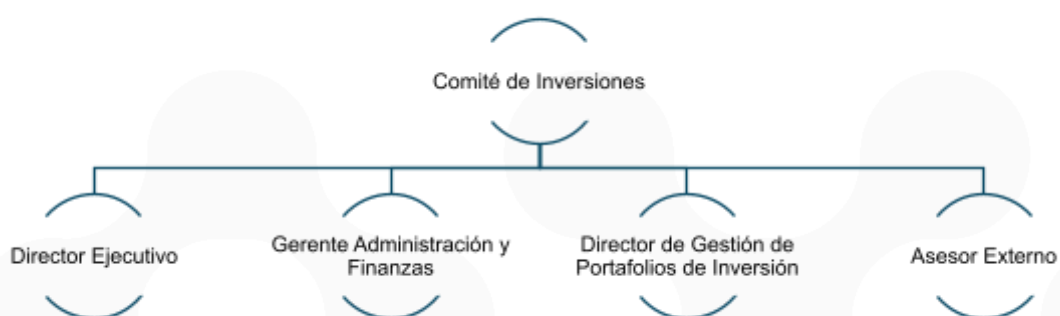 Comité de Inversiones
Director Ejecutivo
Gerente Administración y
Finanzas
Director de Gestión de
Portafolios de Inversión
Asesor Externo